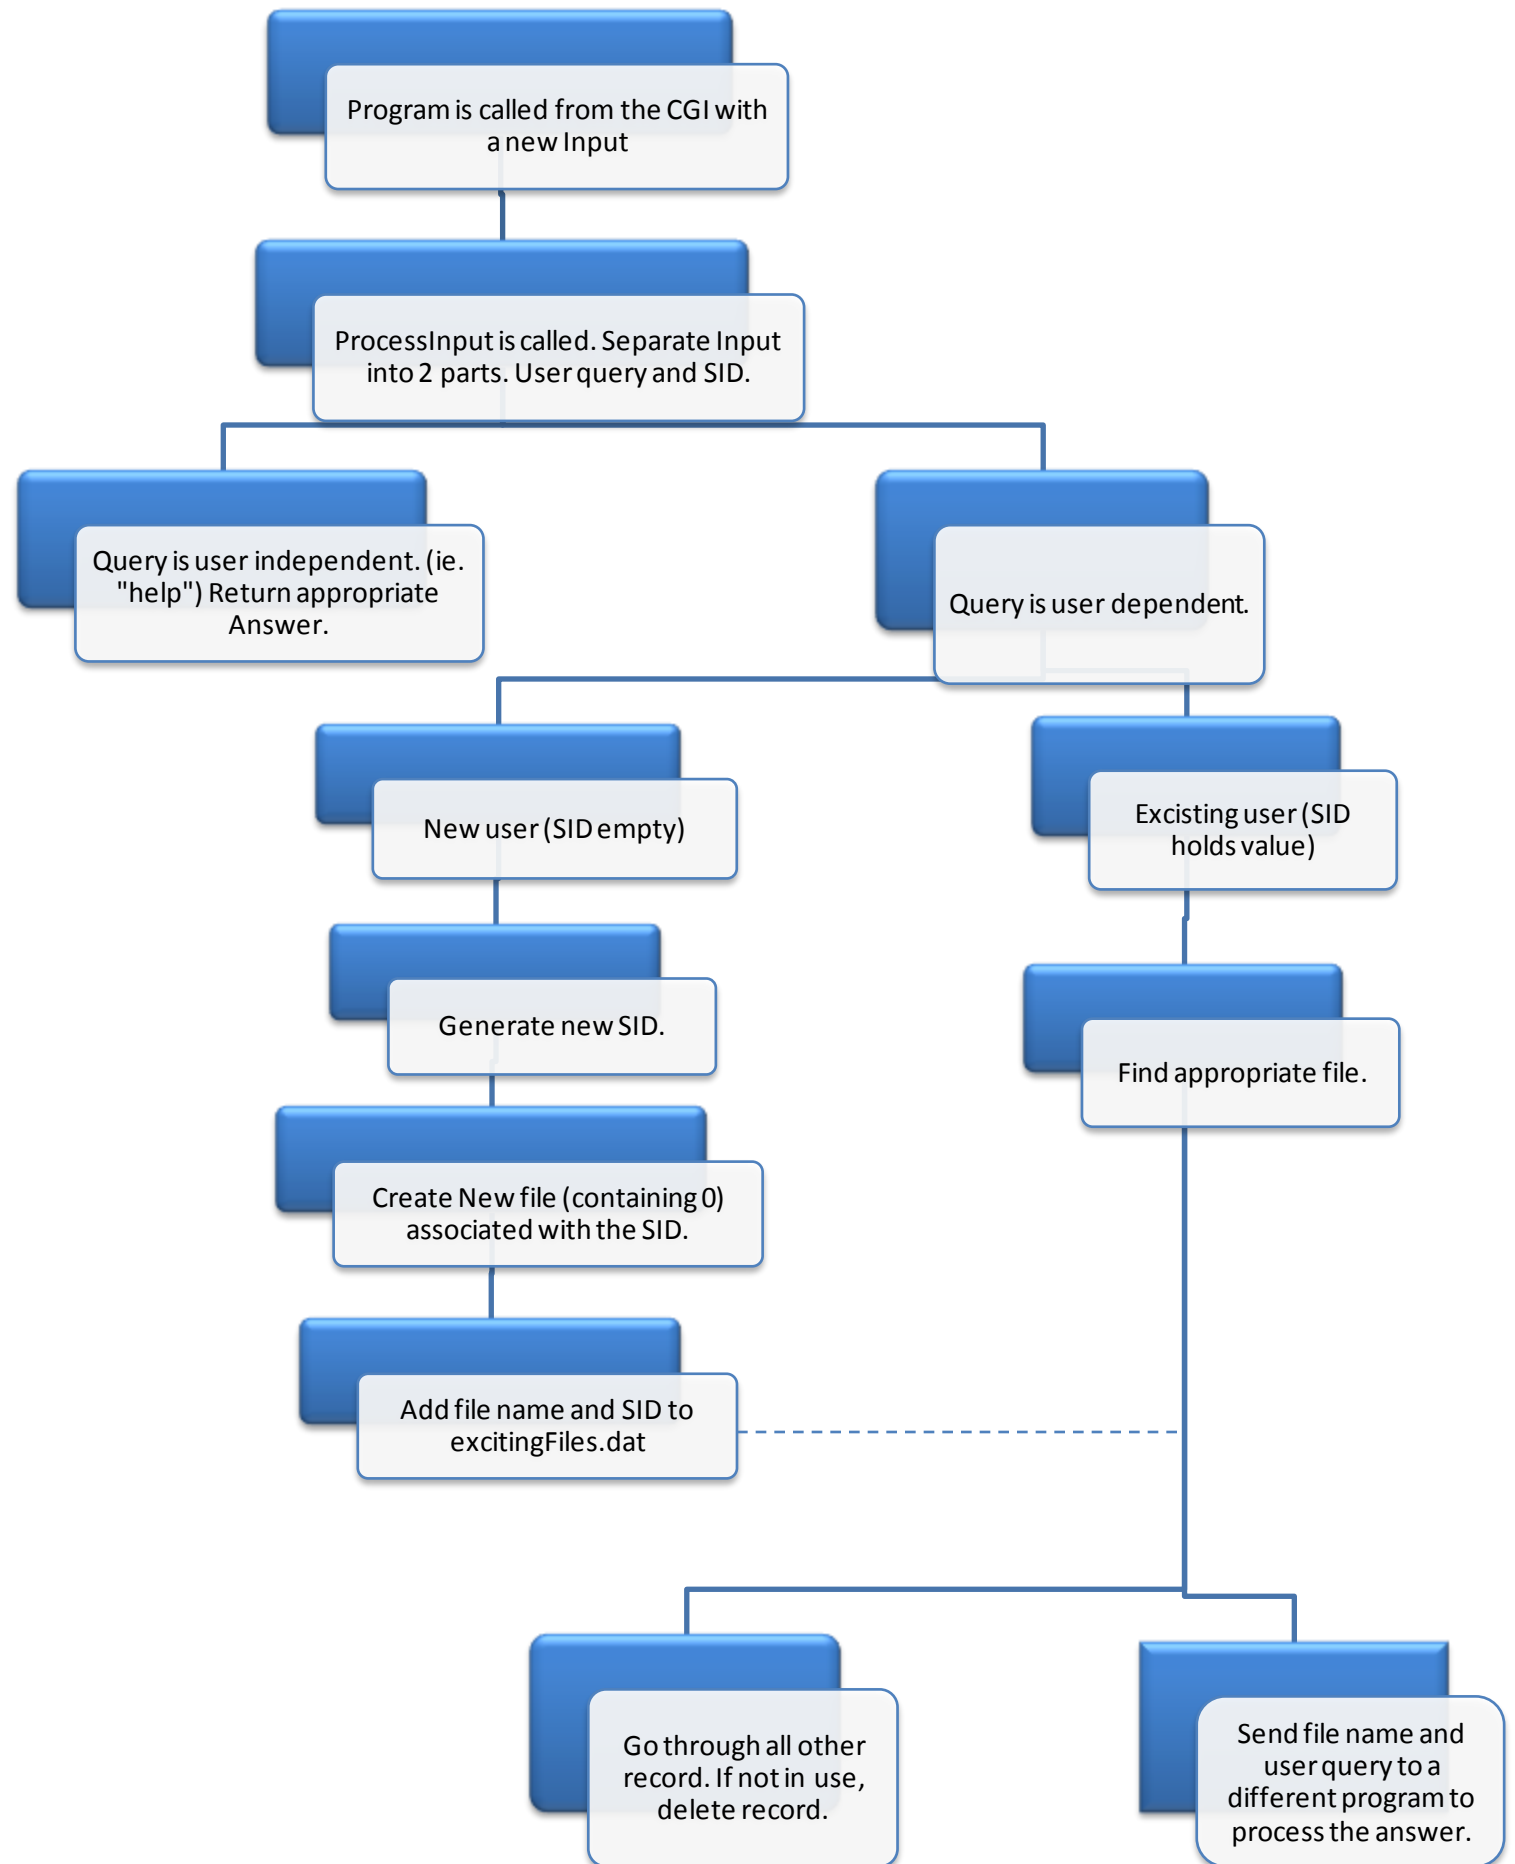 Program is called from the CGI with
a new Input
ProcessInput is called. Separate Input
into 2 parts. User query and SID.
Query is user independent. (ie.
"help") Return appropriate
Answer.
Query is user dependent.
New user (SID empty)
Excisting user (SID
holds value)
Generate new SID.
Find appropriate file.
Create New file (containing 0)
associated with the SID.
Add file name and SID to
excitingFiles.dat
Go through all other
record. If not in use,
delete record.
Send file name and
user query to a
different program to
process the answer.